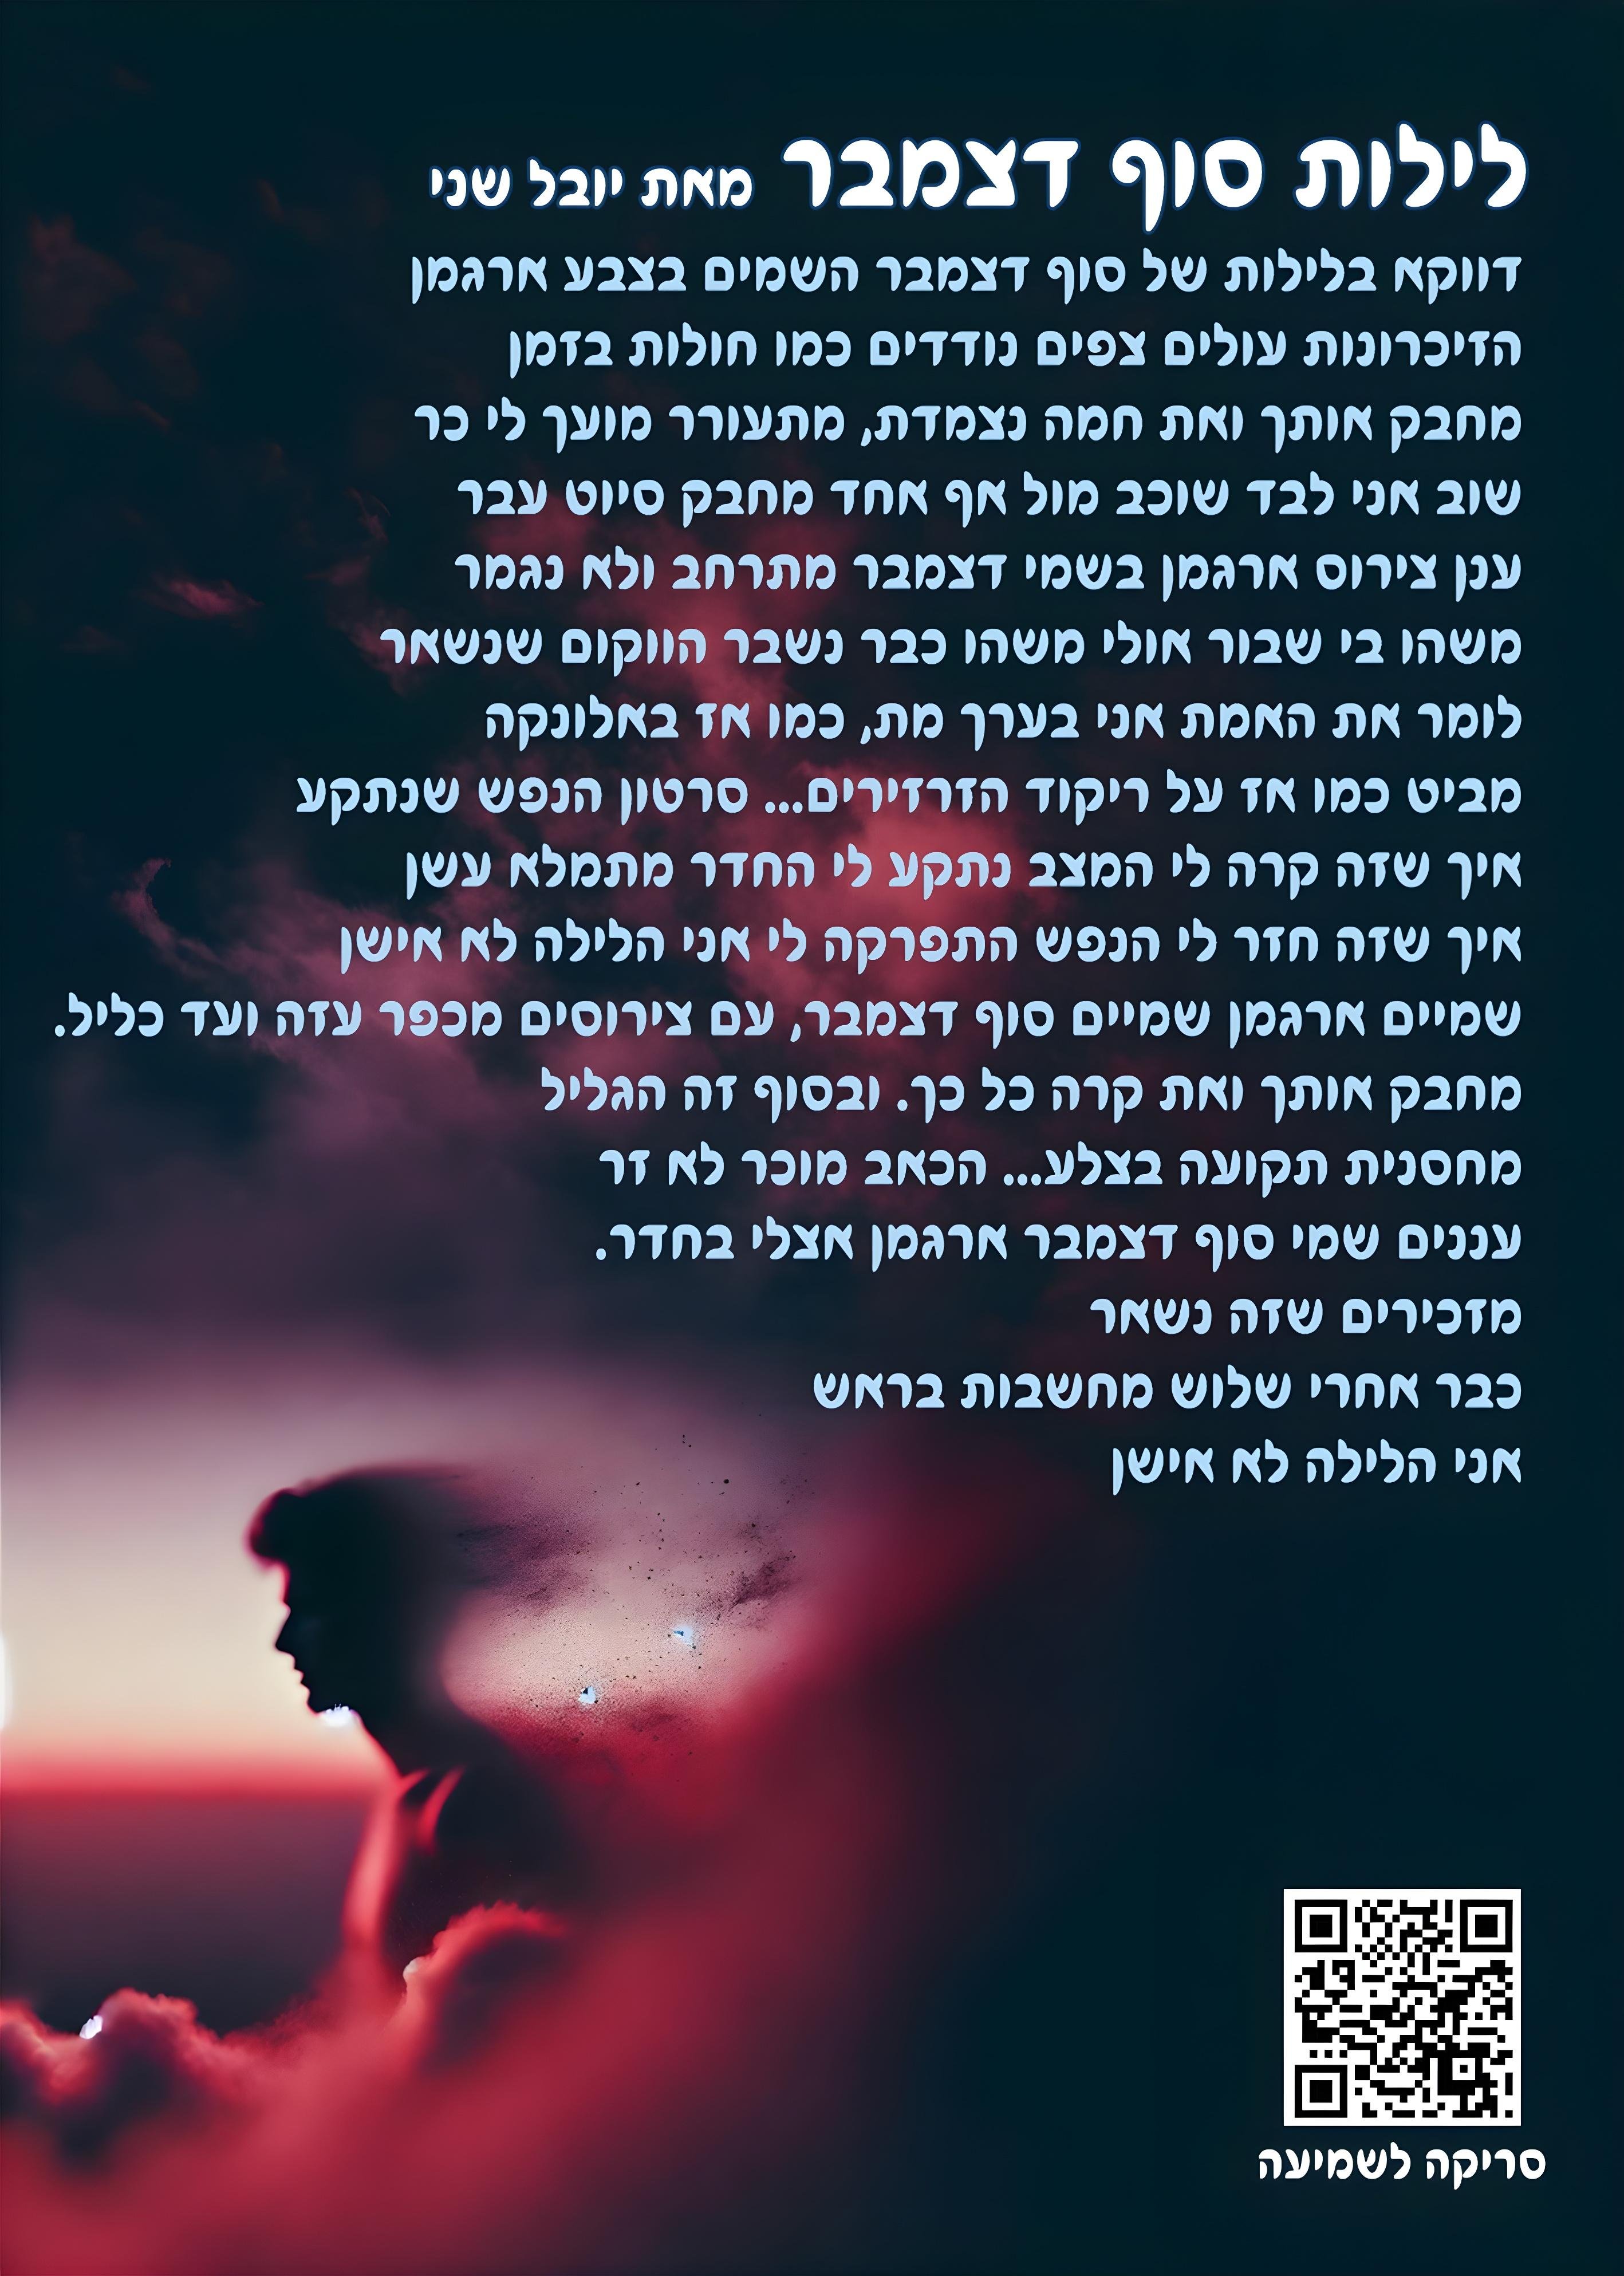 לילות סוף דצמבר מאת יובל שני
דווקא בלילות של סוף דצמבר השמים בצבע ארגמן
הזיכרונות עולים צפים נודדים כמו חולות בזמן
מחבק אותך ואת חמה נצמדת, מתעורר מועך לי כר
שוב אני לבד שוכב מול אף אחד מחבק סיוט עבר
ענן צירוס ארגמן בשמי דצמבר מתרחב ולא נגמר
משהו בי שבור אולי משהו כבר נשבר הווקום שנשאר
לומר את האמת אני בערך מת, כמו אז באלונקה
מביט כמו אז על ריקוד הזרזירים... סרטון הנפש שנתקע
איך שזה קרה לי המצב נתקע לי החדר מתמלא עשן
איך שזה חזר לי הנפש התפרקה לי אני הלילה לא אישן
שמיים ארגמן שמיים סוף דצמבר, עם צירוסים מכפר עזה ועד כליל.
מחבק אותך ואת קרה כל כך. ובסוף זה הגליל
מחסנית תקועה בצלע... הכאב מוכר לא זר
עננים שמי סוף דצמבר ארגמן אצלי בחדר.
מזכירים שזה נשאר
כבר אחרי שלוש מחשבות בראש
אני הלילה לא אישן
סריקה לשמיעה